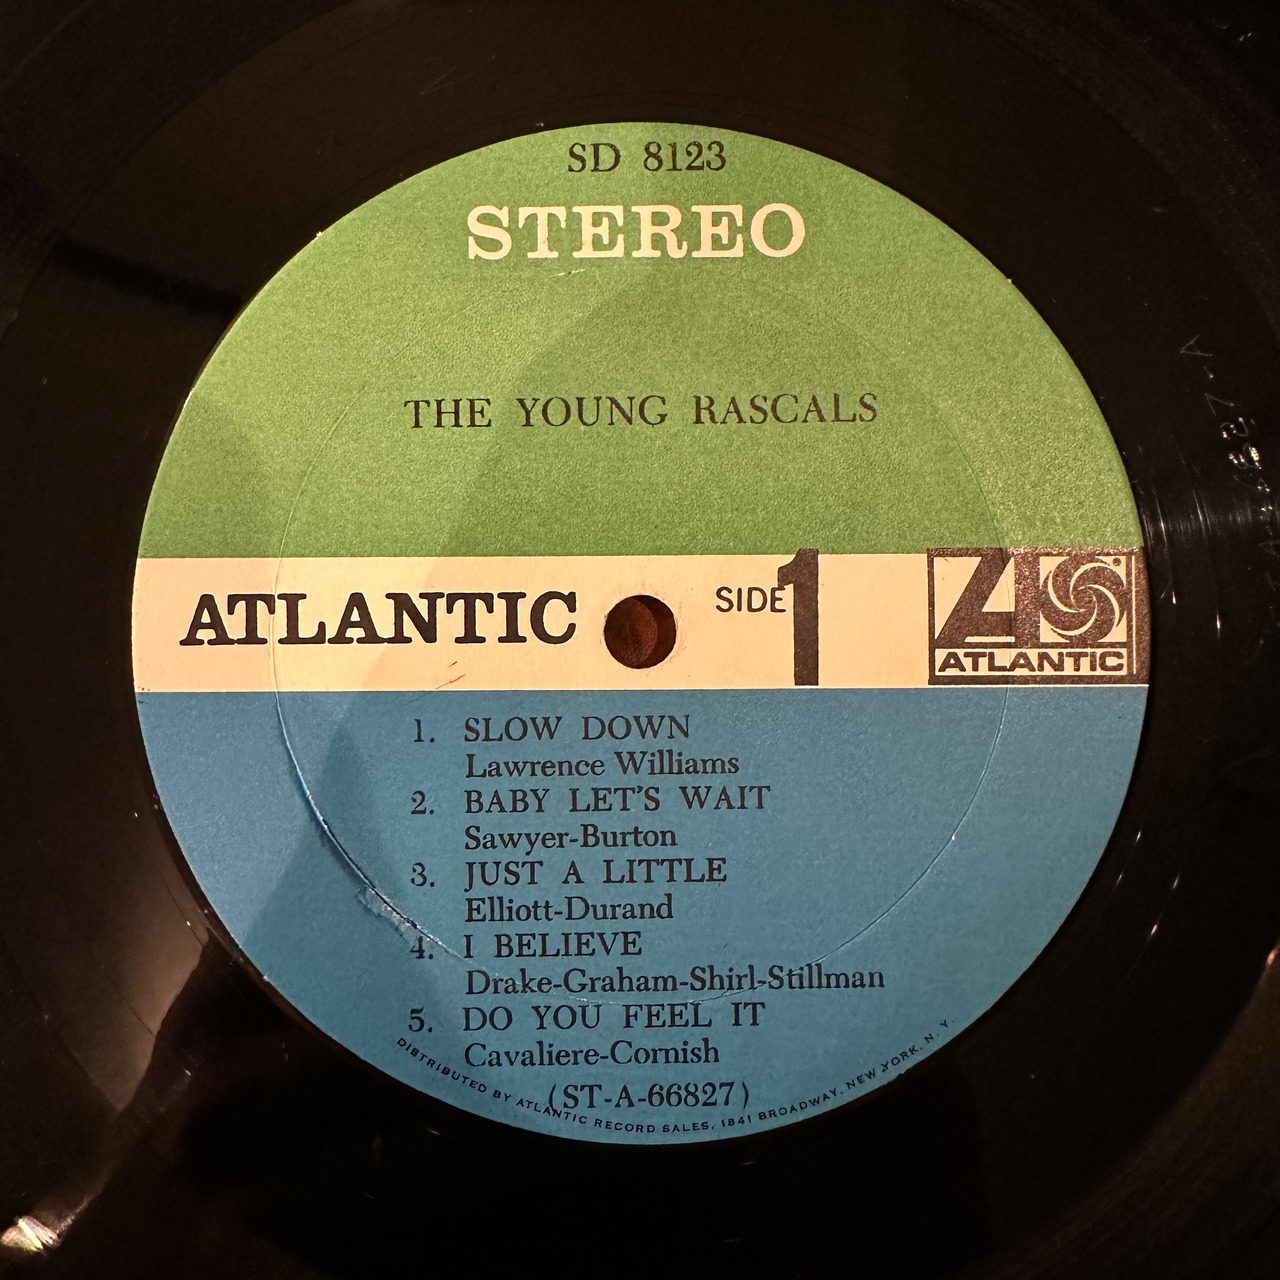 SD 8123
STEREO
THE YOUNG RASCALS
ATLANTIC
SIDE 1
ATLANTIC
1. SLOW DOWN
Lawrence Williams
2. BABY LET'S WAIT
Sawyer-Burton
3. JUST A LITTLE
Elliott-Durand
4. I BELIEVE
Drake-Graham-Shirl-Stillman
5. DO YOU FEEL IT
Cavaliere-Cornish
(ST-A-66827)
DISTRIBUTED BY ATLANTIC RECORD SALES, 1841 BROADWAY, NEW YORK, N.Y.